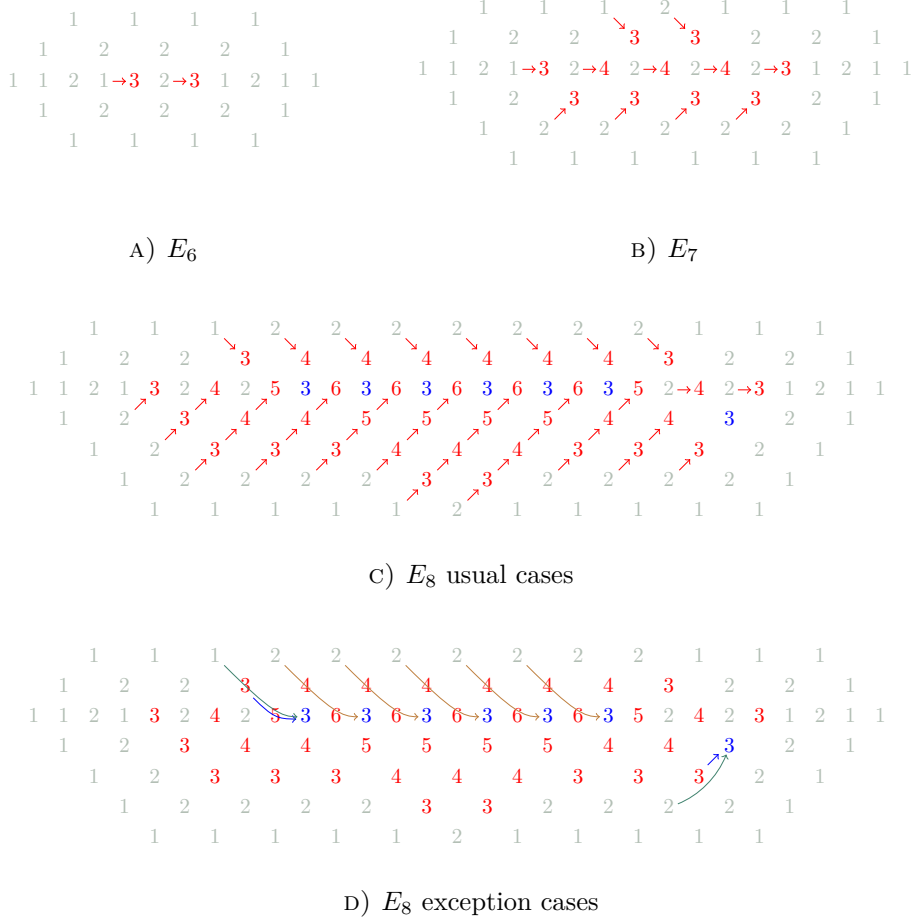 1 1 1 1
1 2 2 2 1
1 1 2 1 → 3 2 → 3 1 2 1 1
1 2 2 2 1
1 1 1 1
A) E₆
1 1 1 2 1 1 1
1 2 2 3 3 2 2 1
1 1 2 1 → 3 2 → 4 2 → 4 2 → 4 2 → 3 1 2 1 1
1 2 3 3 3 3 2 1
1 2 2 2 2 2 1
1 1 1 1 1 1
B) E₇
1 1 1 2 2 2 2 2 2 2 1 1 1
1 2 2 3 4 4 4 4 4 4 3 2 2 1
1 1 2 1 3 2 4 2 5 3 6 3 6 3 6 3 6 3 6 3 5 2 → 4 2 → 3 1 2 1 1
1 2 3 4 4 5 5 5 5 4 4 3 2 1
1 2 3 3 3 4 4 4 3 3 3 2 1
1 2 2 2 2 3 3 2 2 2 2 1
1 1 1 1 1 2 1 1 1 1 1
C) E₈ usual cases
1 1 1 2 2 2 2 2 2 2 1 1 1
1 2 2 3 4 4 4 4 4 4 3 2 2 1
1 1 2 1 3 2 4 2 5 3 6 3 6 3 6 3 6 3 6 3 5 2 4 2 3 1 2 1 1
1 2 3 4 4 5 5 5 5 4 4 3 2 1
1 2 3 3 3 4 4 4 3 3 3 2 1
1 2 2 2 2 3 3 2 2 2 2 1
1 1 1 1 1 2 1 1 1 1 1
D) E₈ exception cases